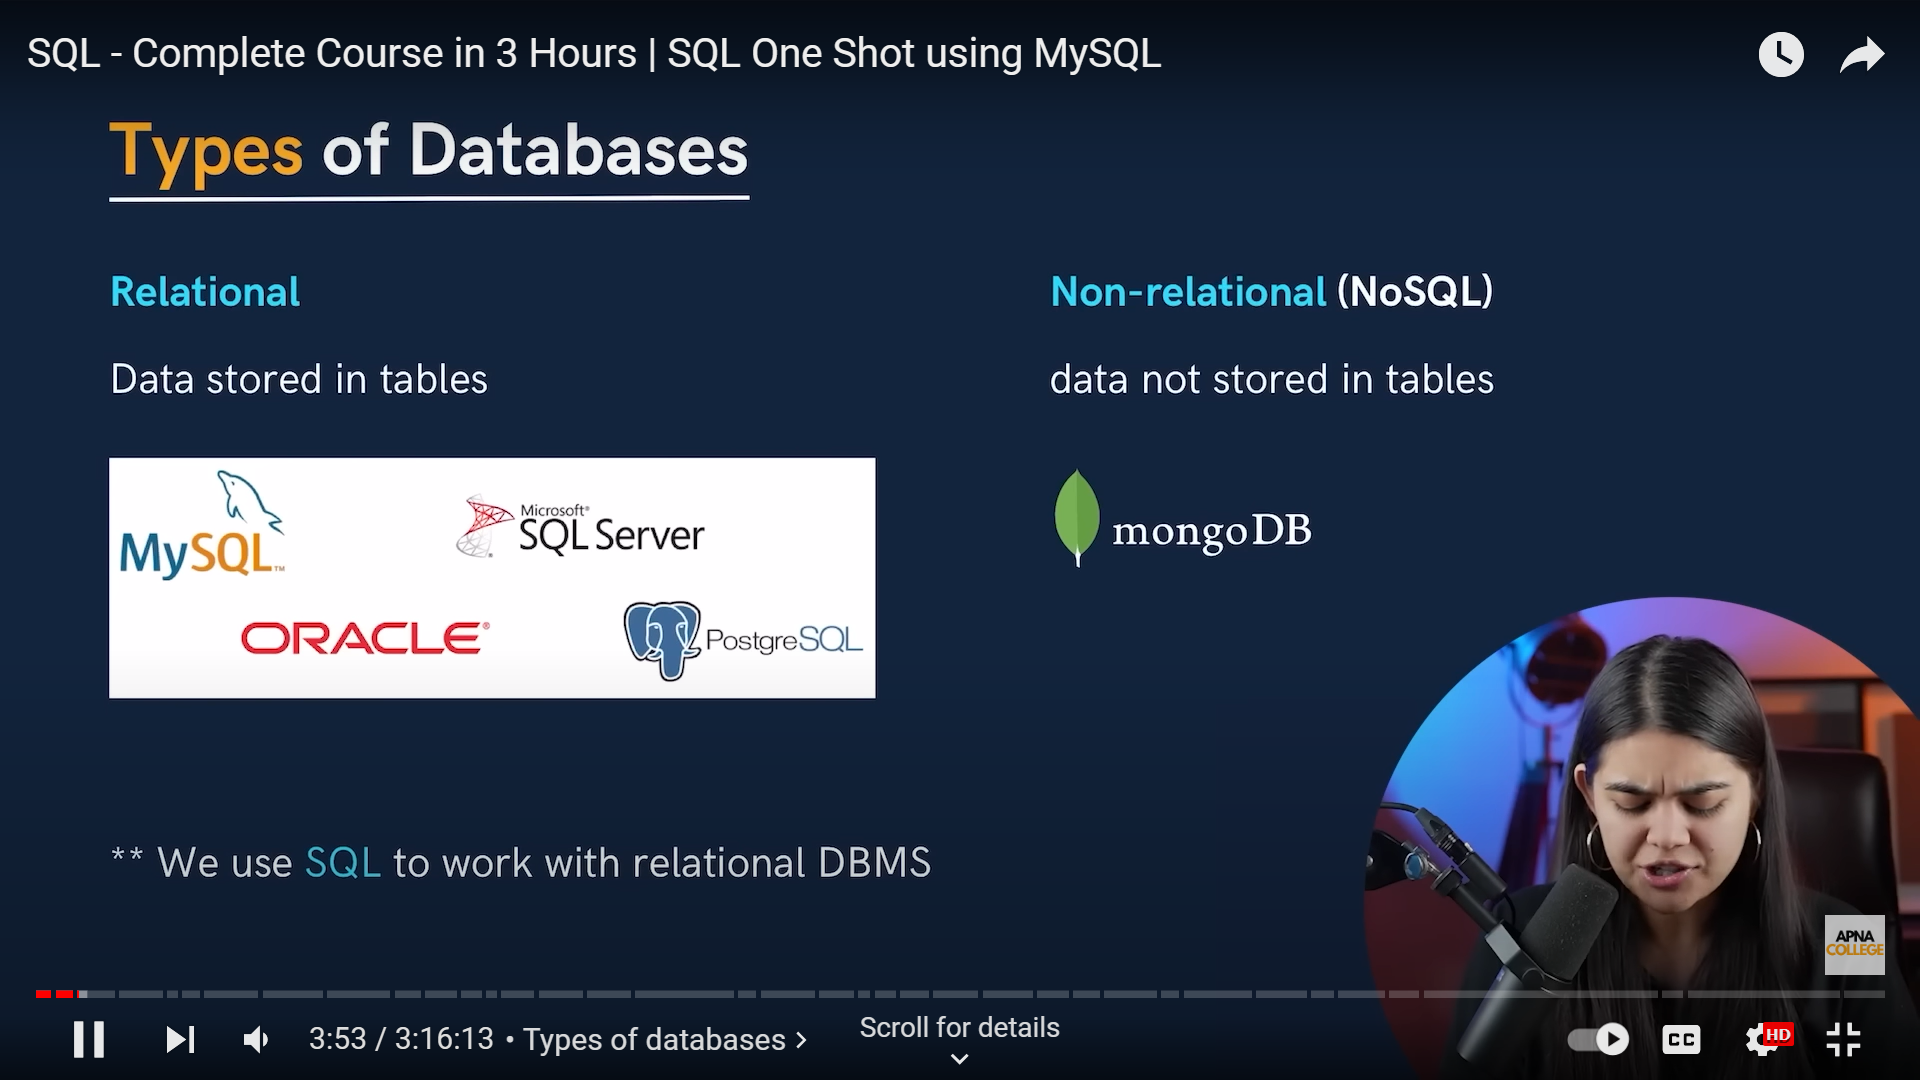 SQL - Complete Course in 3 Hours | SQL One Shot using MySQL
Types of Databases
Relational
Non-relational (NoSQL)
Data stored in tables
data not stored in tables
MySQL™
Microsoft®
SQL Server
mongoDB
ORACLE®
PostgreSQL
** We use SQL to work with relational DBMS
APNA
COLLEGE
3:53 / 3:16:13 • Types of databases >
Scroll for details
CC
HD